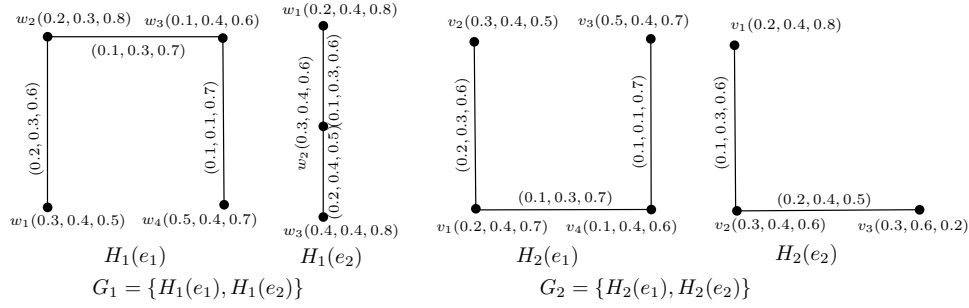 w₂(0.2, 0.3, 0.8) w₃(0.1, 0.4, 0.6)
(0.1, 0.3, 0.7)
(0.2, 0.3, 0.6)
(0.1, 0.1, 0.7)
w₁(0.3, 0.4, 0.5) w₄(0.5, 0.4, 0.7)
H₁(e₁)
w₁(0.2, 0.4, 0.8)
(0.1, 0.3, 0.6)
w₂(0.3, 0.4, 0.6)
(0.2, 0.4, 0.5)
w₃(0.4, 0.4, 0.8)
H₁(e₂)
G₁ = {H₁(e₁), H₁(e₂)}
v₂(0.3, 0.4, 0.5) v₃(0.5, 0.4, 0.7)
(0.2, 0.3, 0.6)
(0.1, 0.1, 0.7)
(0.1, 0.3, 0.7)
v₁(0.2, 0.4, 0.7) v₄(0.1, 0.4, 0.6)
H₂(e₁)
v₁(0.2, 0.4, 0.8)
(0.1, 0.3, 0.6)
(0.2, 0.4, 0.5)
v₂(0.3, 0.4, 0.6) v₃(0.3, 0.6, 0.2)
H₂(e₂)
G₂ = {H₂(e₁), H₂(e₂)}